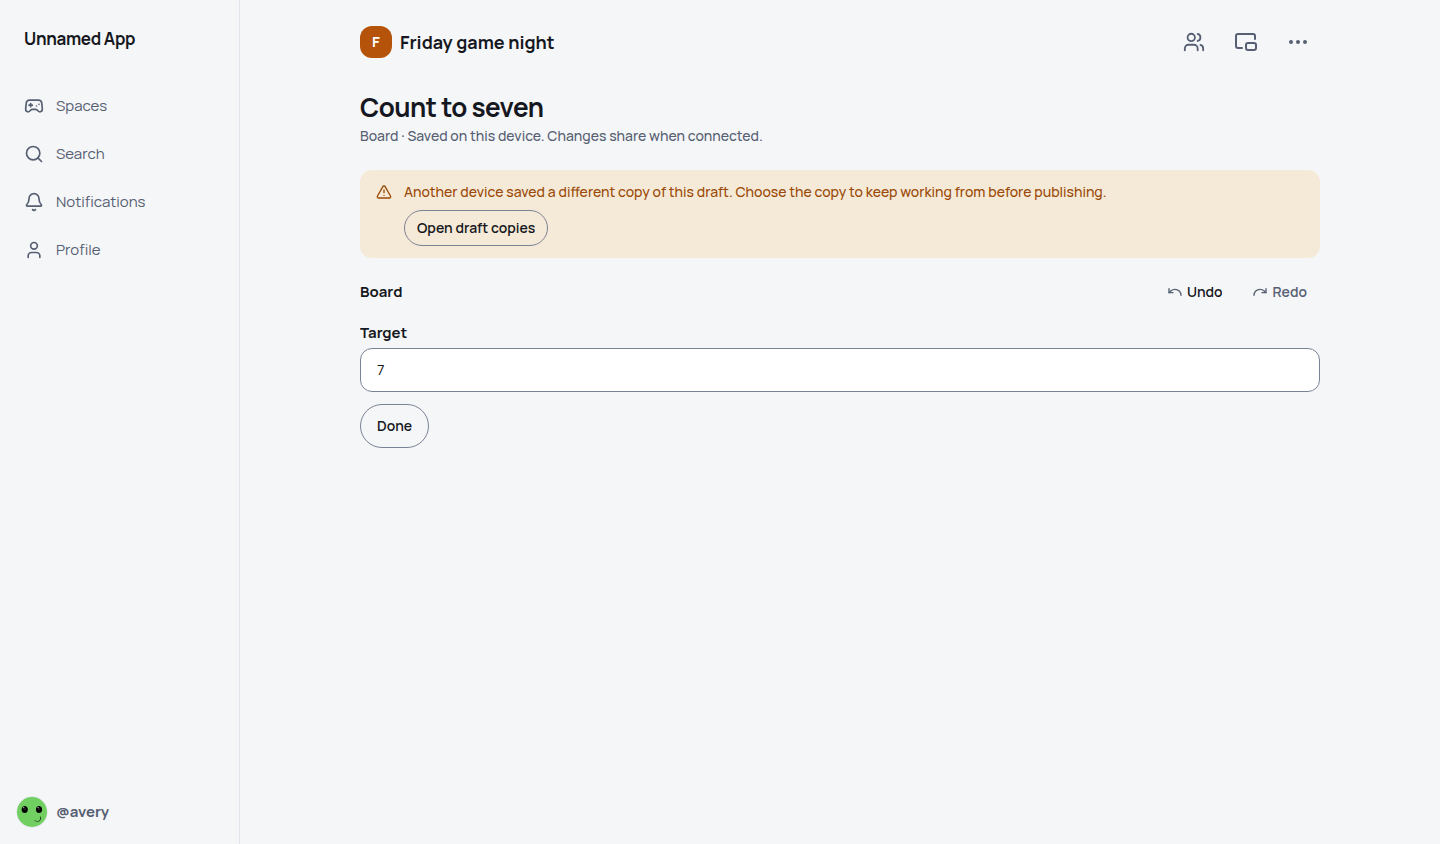 Unnamed App
Spaces
Search
Notifications
Profile
@avery
F
Friday game night
Count to seven
Board · Saved on this device. Changes share when connected.
Another device saved a different copy of this draft. Choose the copy to keep working from before publishing.
Open draft copies
Board
Undo
Redo
Target
7
Done